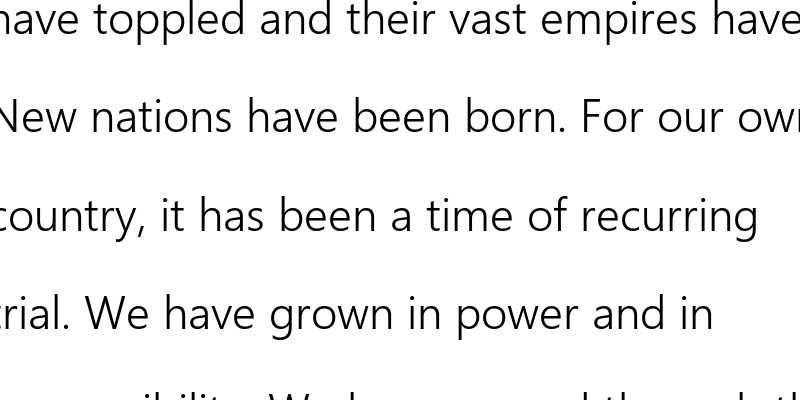 have toppled and their vast empires have
New nations have been born. For our own
country, it has been a time of recurring
trial. We have grown in power and in